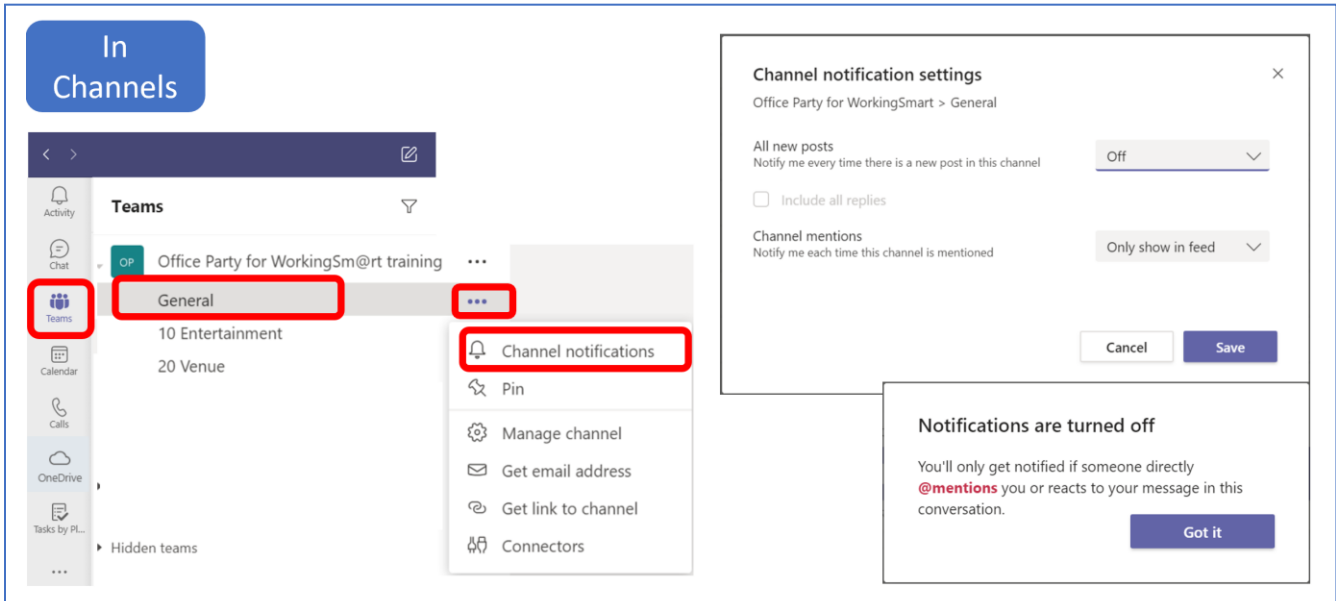 In
Channels
Activity
Chat
Teams
Calendar
Calls
OneDrive
Tasks by Pl...
...
Teams
OP Office Party for WorkingSm@rt training ...
General ...
10 Entertainment
20 Venue
Hidden teams
Channel notifications
Pin
Manage channel
Get email address
Get link to channel
Connectors
Channel notification settings
Office Party for WorkingSmart > General
All new posts
Notify me every time there is a new post in this channel
Off
Include all replies
Channel mentions
Notify me each time this channel is mentioned
Only show in feed
Cancel Save
Notifications are turned off
You'll only get notified if someone directly
@mentions you or reacts to your message in this
conversation.
Got it